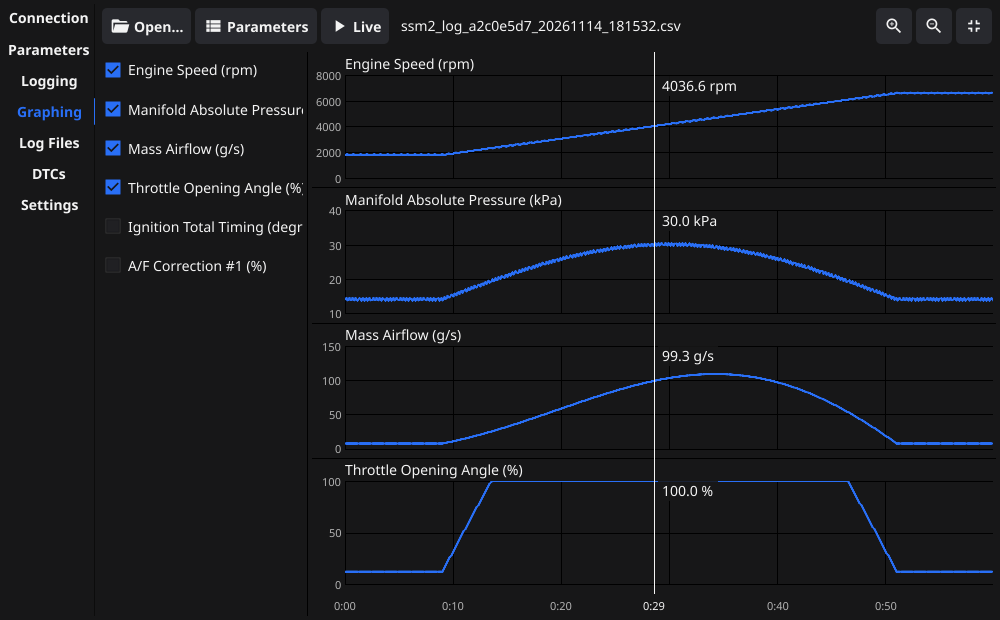 Connection
Parameters
Logging
Graphing
Log Files
DTCs
Settings
Open...
Parameters
Live
ssm2_log_a2c0e5d7_20261114_181532.csv
Engine Speed (rpm)
Manifold Absolute Pressure
Mass Airflow (g/s)
Throttle Opening Angle (%)
Ignition Total Timing (degr
A/F Correction #1 (%)
Engine Speed (rpm)
8000
6000
4000
2000
0
4036.6 rpm
Manifold Absolute Pressure (kPa)
40
30
20
10
30.0 kPa
Mass Airflow (g/s)
150
100
50
0
99.3 g/s
Throttle Opening Angle (%)
100
50
0
100.0 %
0:00 0:10 0:20 0:29 0:40 0:50